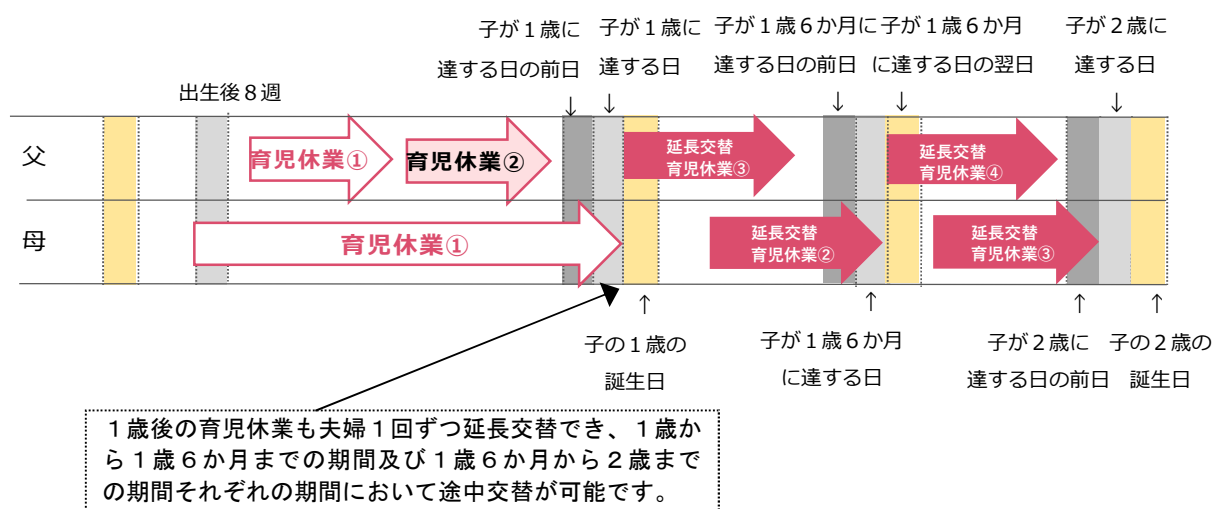 子が１歳に
達する日の前日
子が１歳に
達する日
子が１歳６か月に
達する日の前日
子が１歳６か月
に達する日の翌日
子が２歳に
達する日
出生後８週
↓
↓
↓
↓
↓
父
育児休業①
育児休業②
延長交替
育児休業③
延長交替
育児休業④
母
育児休業①
延長交替
育児休業②
延長交替
育児休業③
↑
↑
↑
↑
子の１歳の
誕生日
子が１歳６か月
に達する日
子が２歳に
達する日の前日
子の２歳の
誕生日
１歳後の育児休業も夫婦１回ずつ延長交替でき、１歳か
ら１歳６か月までの期間及び１歳６か月から２歳まで
の期間それぞれの期間において途中交替が可能です。